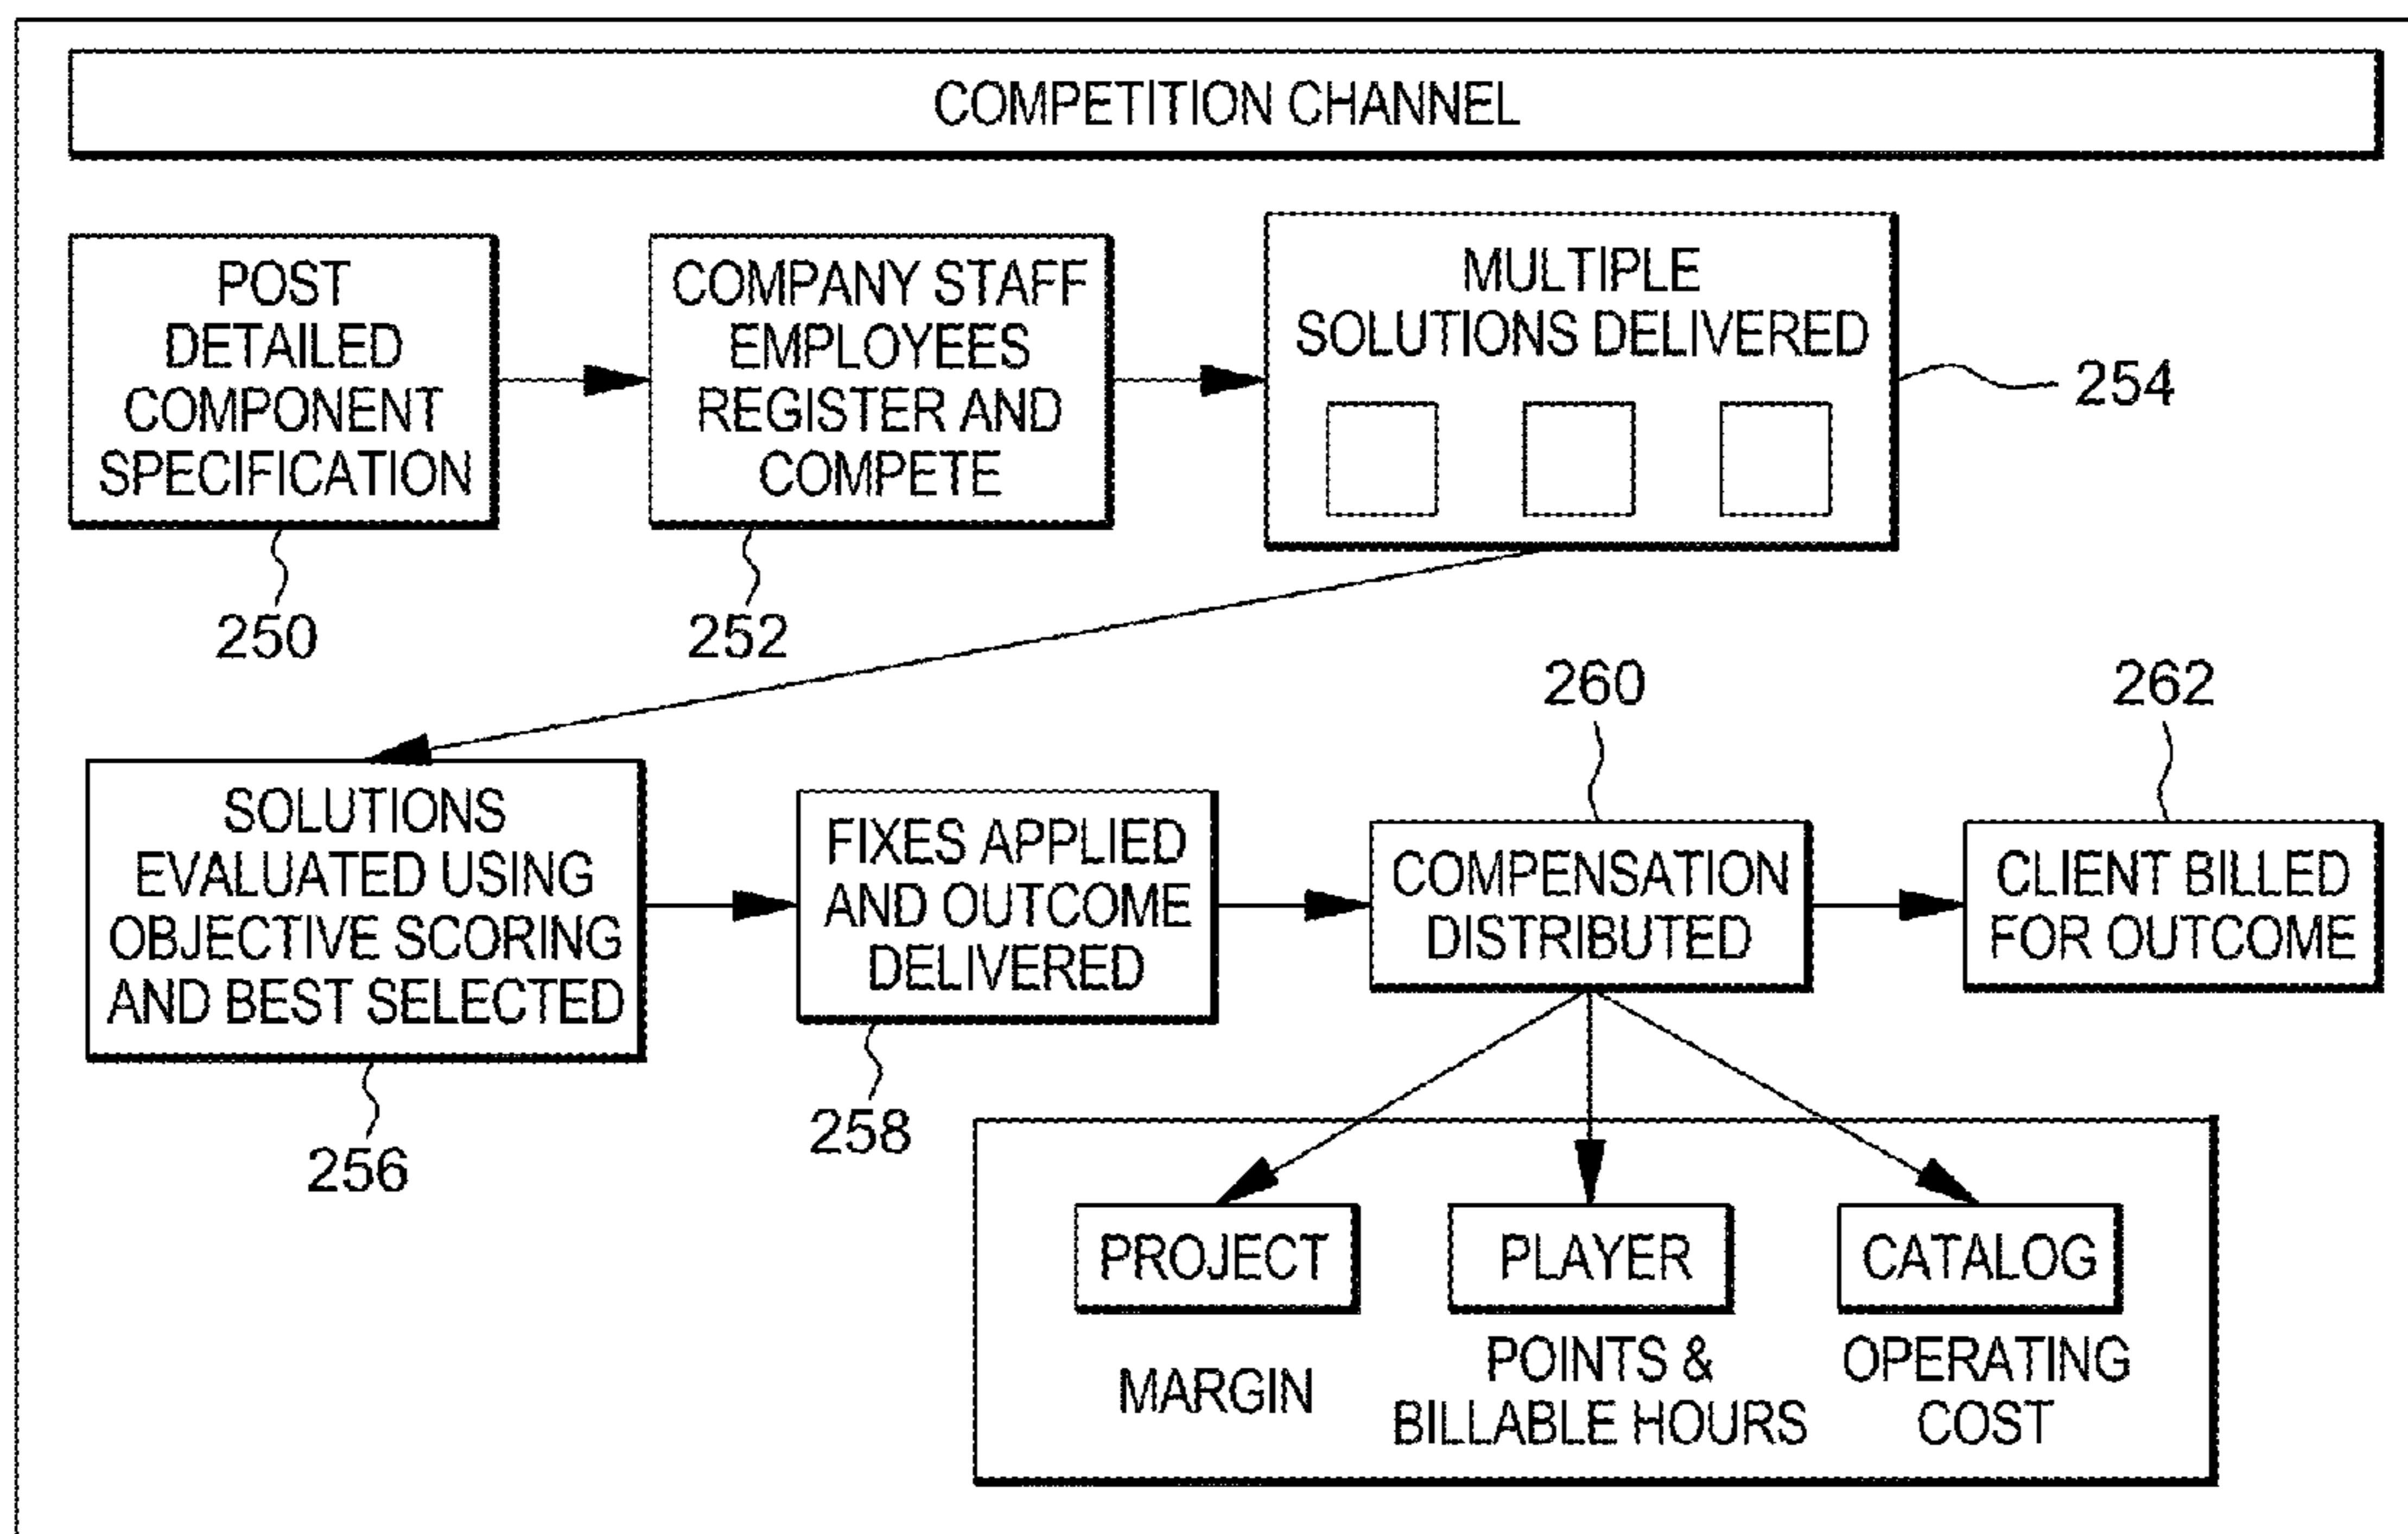 COMPETITION CHANNEL
POST
DETAILED
COMPONENT
SPECIFICATION
250
COMPANY STAFF
EMPLOYEES
REGISTER AND
COMPETE
252
MULTIPLE
SOLUTIONS DELIVERED
254
SOLUTIONS
EVALUATED USING
OBJECTIVE SCORING
AND BEST SELECTED
256
FIXES APPLIED
AND OUTCOME
DELIVERED
258
260
COMPENSATION
DISTRIBUTED
262
CLIENT BILLED
FOR OUTCOME
PROJECT
MARGIN
PLAYER
POINTS &
BILLABLE HOURS
CATALOG
OPERATING
COST